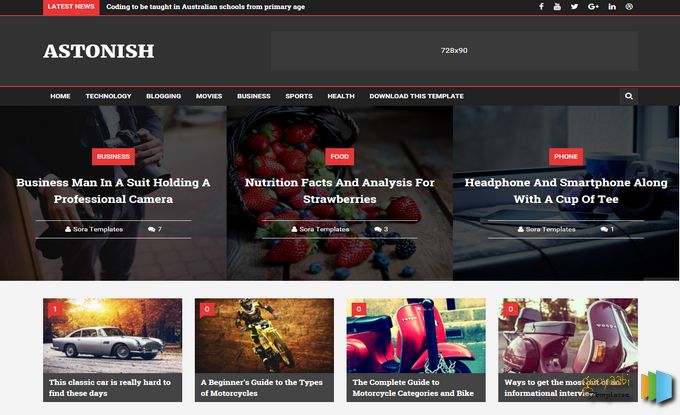 LATEST NEWS Coding to be taught in Australian schools from primary age
ASTONISH
728x90
HOME TECHNOLOGY BLOGGING MOVIES BUSINESS SPORTS HEALTH DOWNLOAD THIS TEMPLATE
BUSINESS
Business Man In A Suit Holding A
Professional Camera
Sora Templates 7
FOOD
Nutrition Facts And Analysis For
Strawberries
Sora Templates 3
PHONE
Headphone And Smartphone Along
With A Cup Of Tee
Sora Templates 1
1
This classic car is really hard to
find these days
0
A Beginner's Guide to the Types
of Motorcycles
0
The Complete Guide to
Motorcycle Categories and Bike
0
Ways to get the most out of an
informational interview